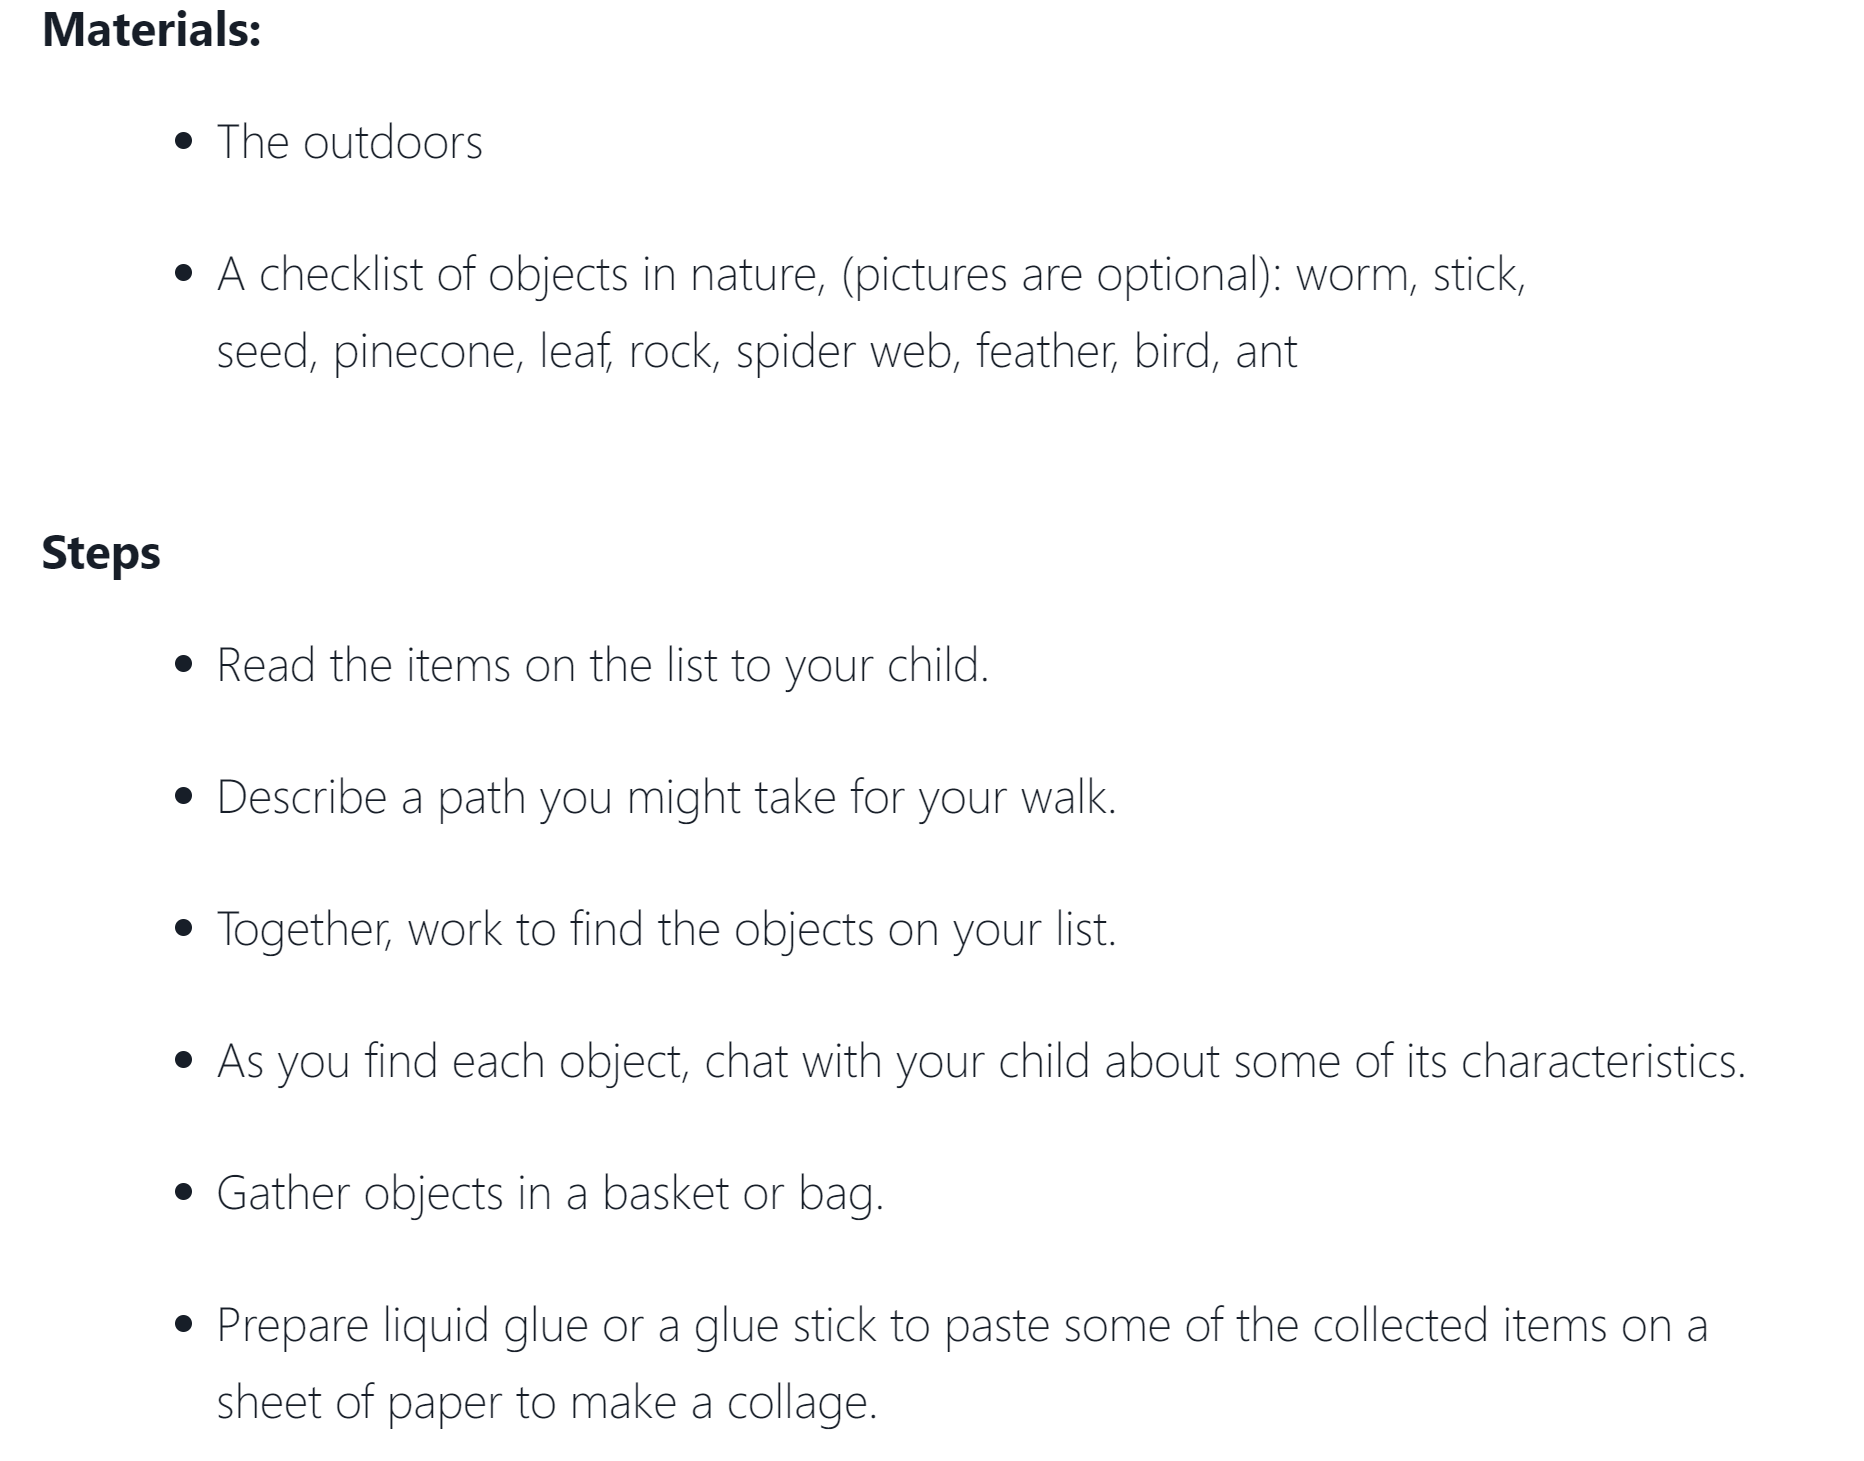 Materials:
• The outdoors
• A checklist of objects in nature, (pictures are optional): worm, stick,
seed, pinecone, leaf, rock, spider web, feather, bird, ant
Steps
• Read the items on the list to your child.
• Describe a path you might take for your walk.
• Together, work to find the objects on your list.
• As you find each object, chat with your child about some of its characteristics.
• Gather objects in a basket or bag.
• Prepare liquid glue or a glue stick to paste some of the collected items on a
sheet of paper to make a collage.